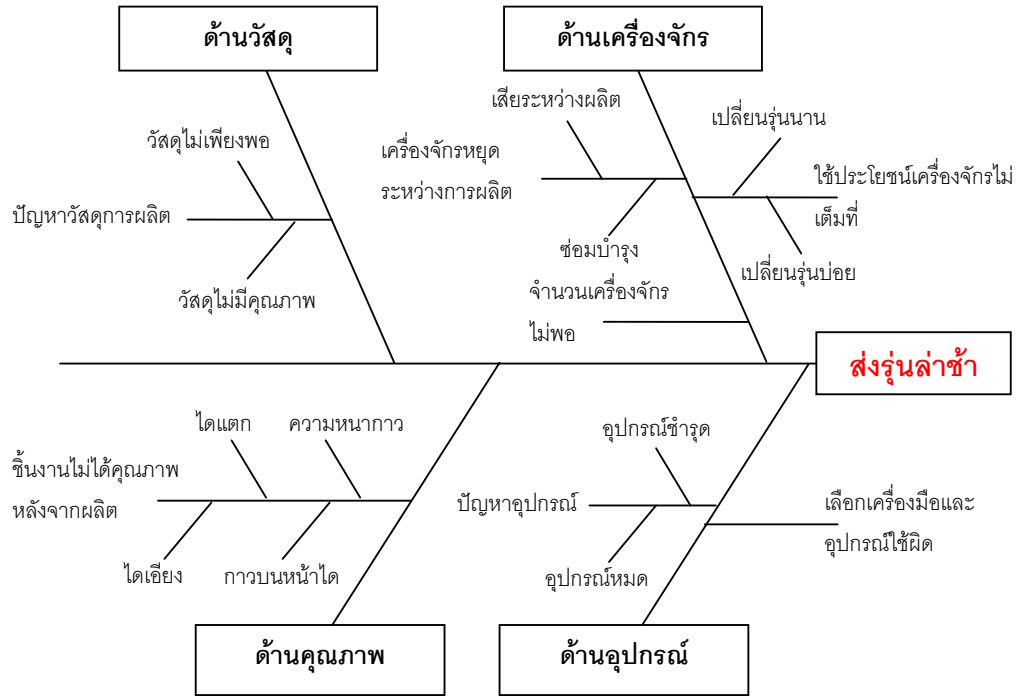 ด้านวัสดุ
ด้านเครื่องจักร
เสียระหว่างผลิต
เปลี่ยนรุ่นนาน
วัสดุไม่เพียงพอ
เครื่องจักรหยุด
ระหว่างการผลิต
ใช้ประโยชน์เครื่องจักรไม่
เต็มที่
ปัญหาวัสดุการผลิต
ซ่อมบำรุง
เปลี่ยนรุ่นบ่อย
วัสดุไม่มีคุณภาพ
จำนวนเครื่องจักร
ไม่พอ
ส่งรุ่นล่าช้า
ไดแตก
ความหนากาว
อุปกรณ์ชำรุด
ชิ้นงานไม่ได้คุณภาพ
หลังจากผลิต
ปัญหาอุปกรณ์
เลือกเครื่องมือและ
อุปกรณ์ใช้ผิด
ไดเอียง
กาวบนหน้าได
อุปกรณ์หมด
ด้านคุณภาพ
ด้านอุปกรณ์